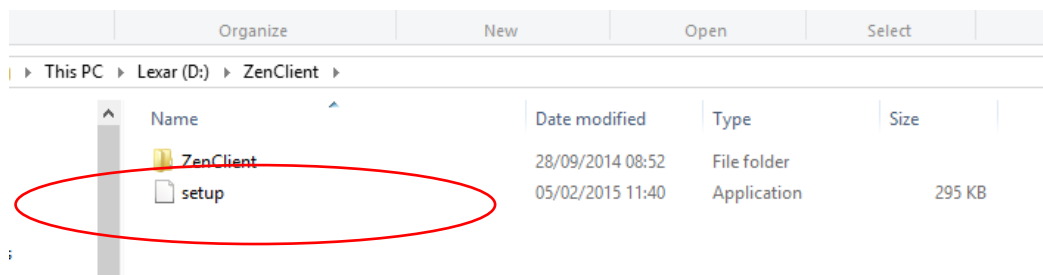 Organize New Open Select
This PC Lexar (D:) ZenClient
Name Date modified Type Size
ZenClient 28/09/2014 08:52 File folder
setup 05/02/2015 11:40 Application 295 KB
s